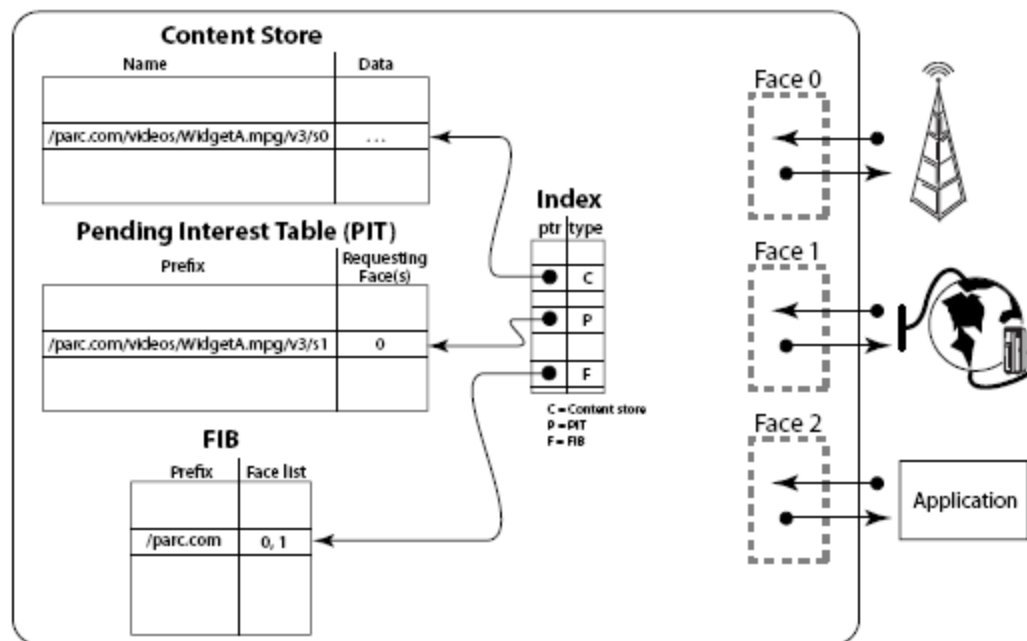 Content Store
Name Data
/parc.com/videos/WidgetA.mpg/v3/s0 ...
Pending Interest Table (PIT)
Prefix Requesting Face(s)
/parc.com/videos/WidgetA.mpg/v3/s1 0
FIB
Prefix Face list
/parc.com 0, 1
Index
ptr type
C
P
F
C = Content store
P = PIT
F = FIB
Face 0
Face 1
Face 2
Application